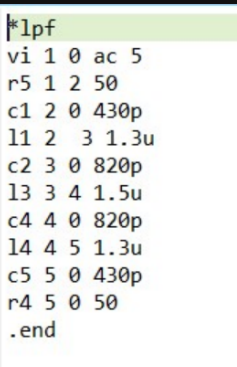 *lpf
vi 1 0 ac 5
r5 1 2 50
c1 2 0 430p
l1 2  3 1.3u
c2 3 0 820p
l3 3 4 1.5u
c4 4 0 820p
l4 4 5 1.3u
c5 5 0 430p
r4 5 0 50
.end